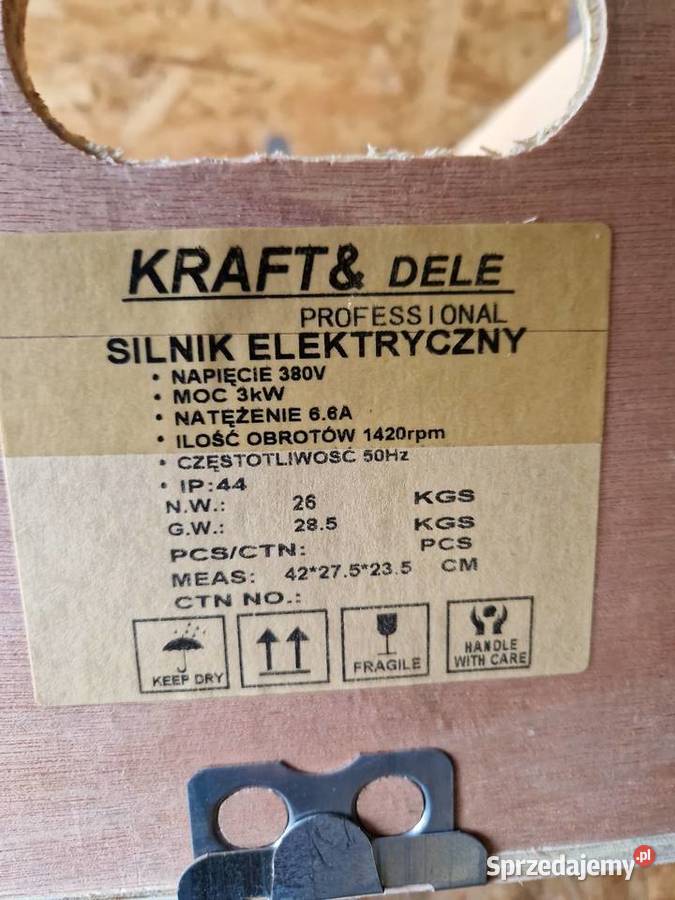 KRAFT& DELE
PROFESSIONAL
SILNIK ELEKTRYCZNY
• NAPIĘCIE 380V
• MOC 3kW
• NATĘŻENIE 6.6A
• ILOŚĆ OBROTÓW 1420rpm
• CZĘSTOTLIWOŚĆ 50Hz
• IP:44
N.W.: 26 KGS
G.W.: 28.5 KGS
PCS/CTN: PCS
MEAS: 42*27.5*23.5 CM
CTN NO.:
KEEP DRY
FRAGILE
HANDLE
WITH CARE
Sprzedajemy.pl